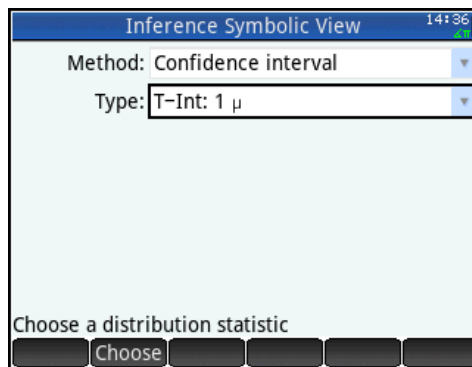 Inference Symbolic View 14:36
∠π
Method: Confidence interval
Type: T-Int: 1 μ
Choose a distribution statistic
Choose